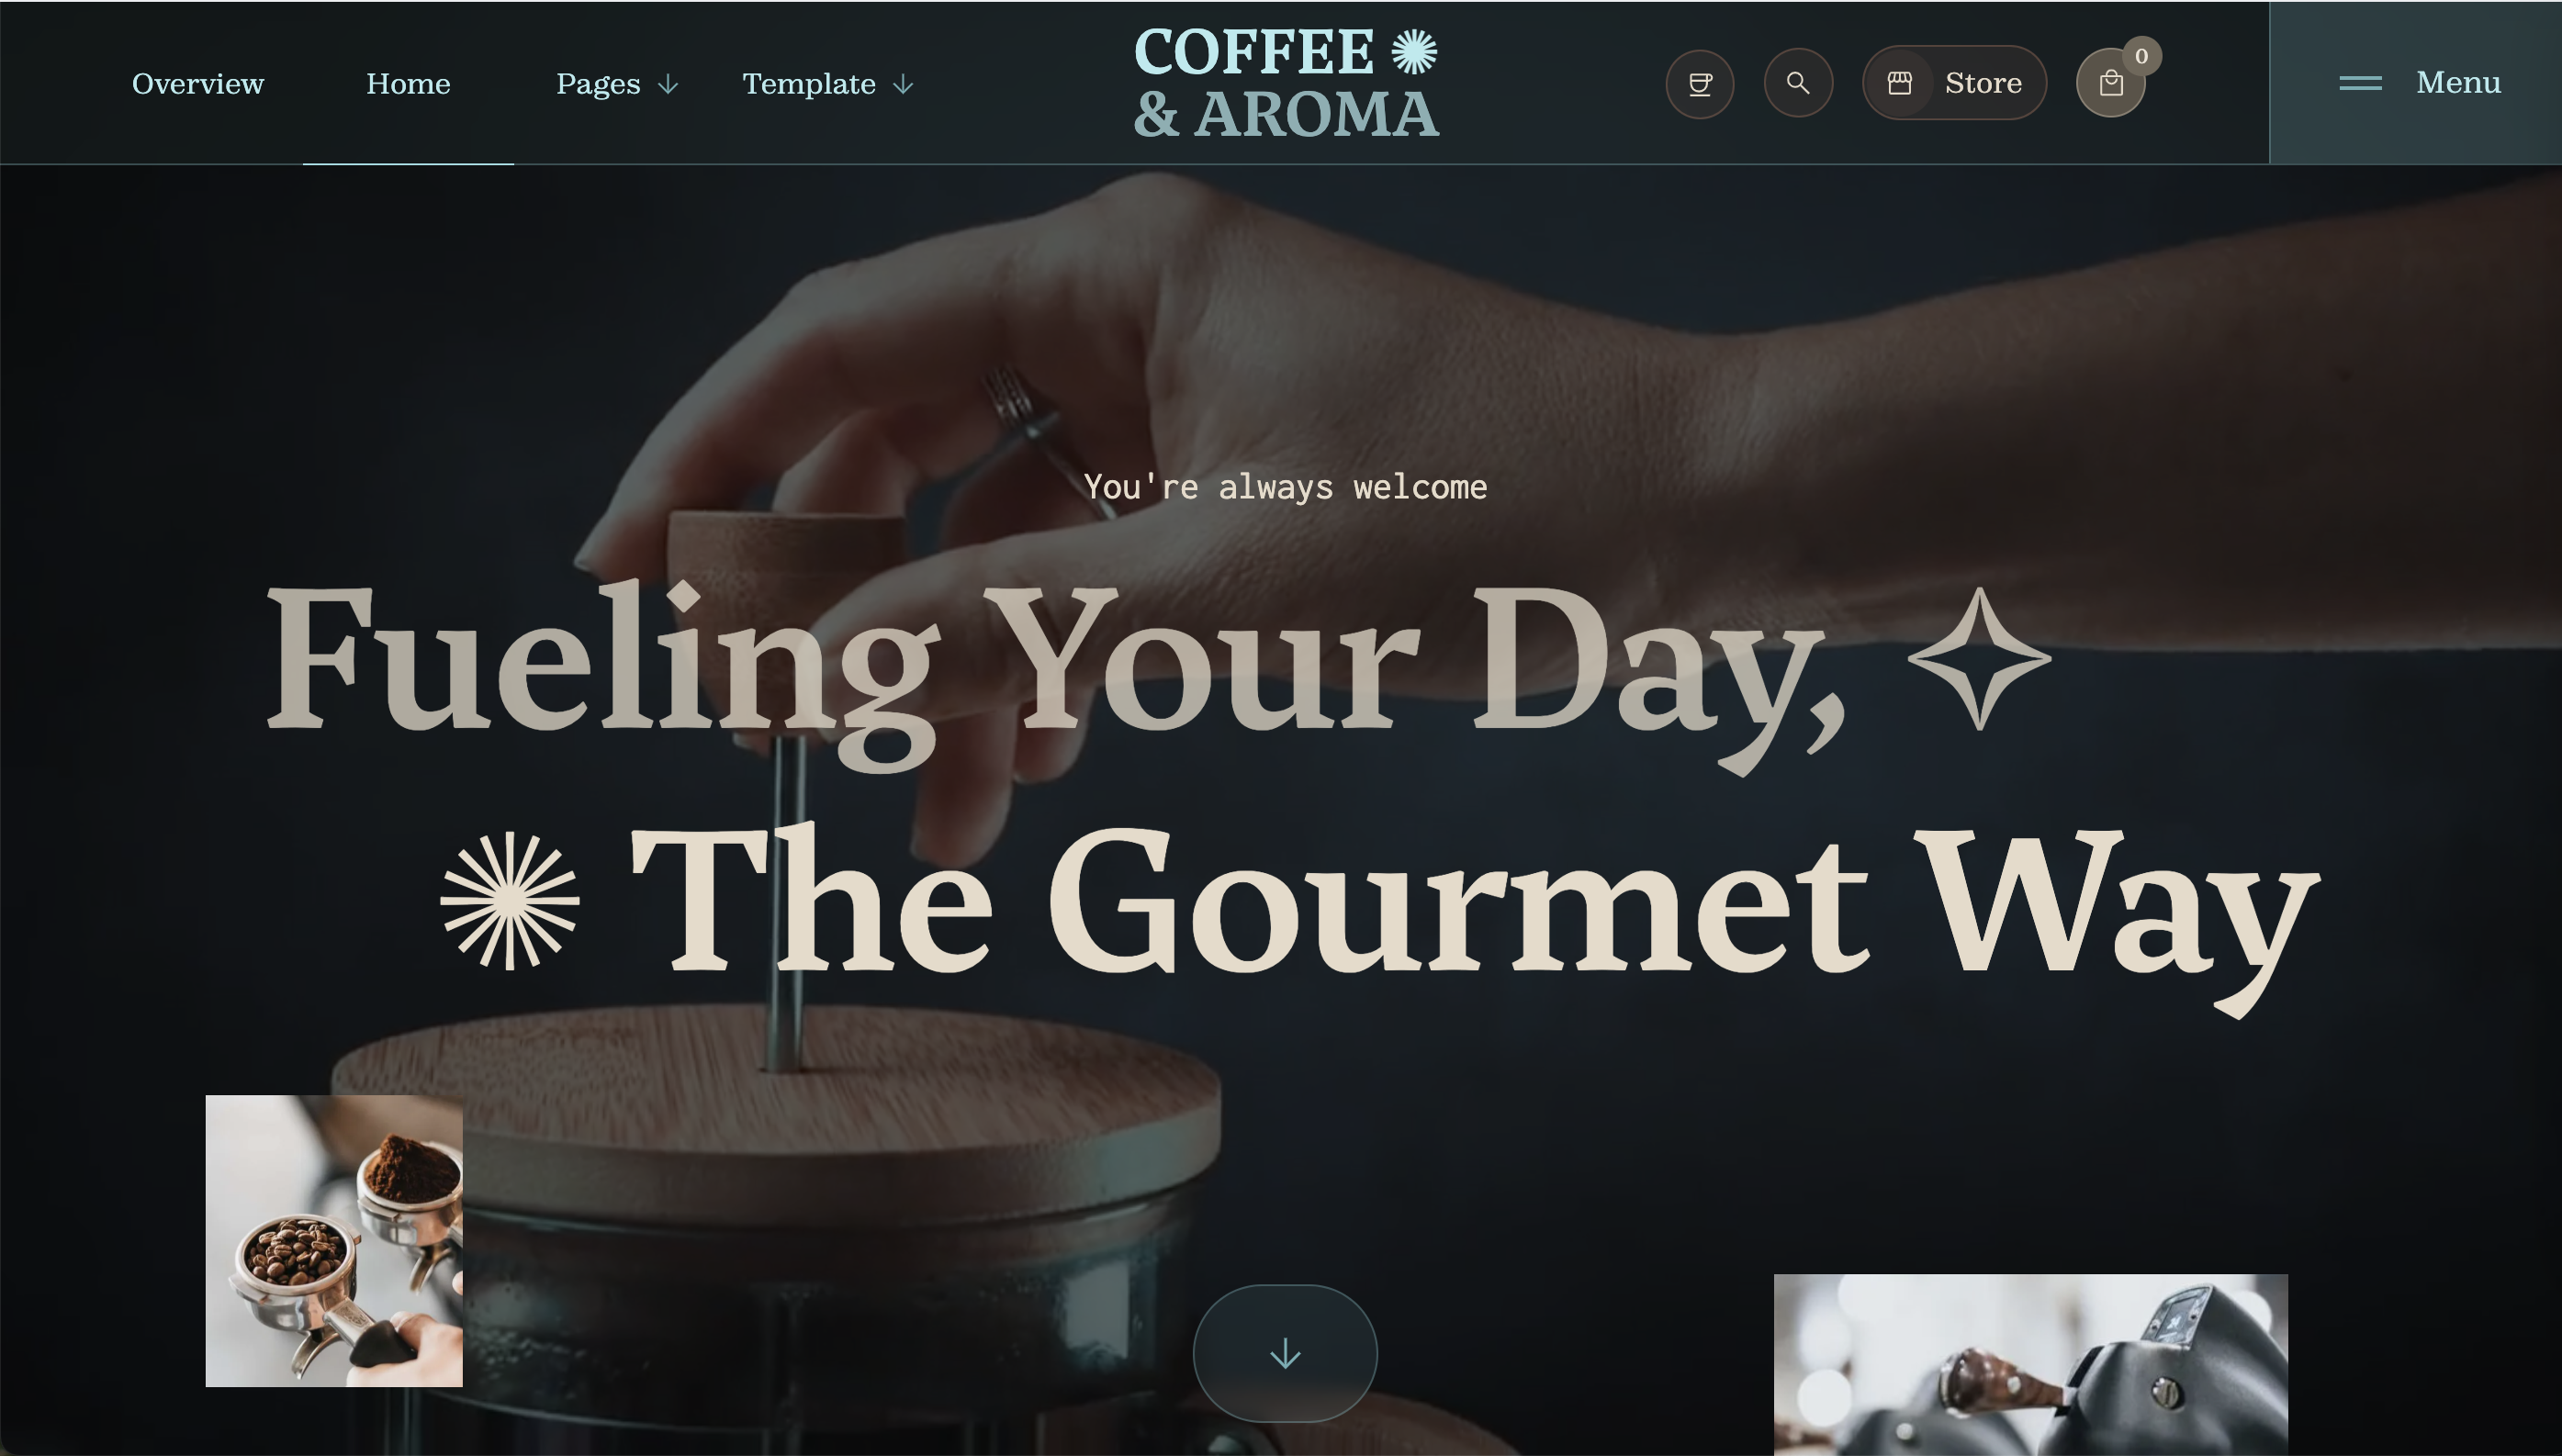 Overview Home Pages Template
COFFEE
& AROMA
Store
0
Menu
You're always welcome
Fueling Your Day,
The Gourmet Way